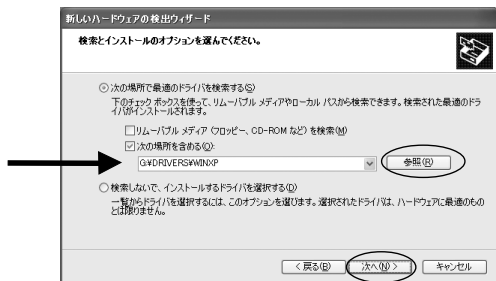 新しいハードウェアの検出ウィザード
検索とインストールのオプションを選んでください。
次の場所で最適のドライバを検索する(S)
下のチェック ボックスを使って、リムーバブル メディアやローカル パスから検索できます。検索された最適のドラ
イバがインストールされます。
リムーバブル メディア (フロッピー、CD-ROM など) を検索(M)
次の場所を含める(O):
G:¥DRIVERS¥WINXP
参照(R)
検索しないで、インストールするドライバを選択する(D)
一覧からドライバを選択するには、このオプションを選びます。選択されたドライバは、ハードウェアに最適のもの
とは限りません。
< 戻る(B)
次へ(N) >
キャンセル